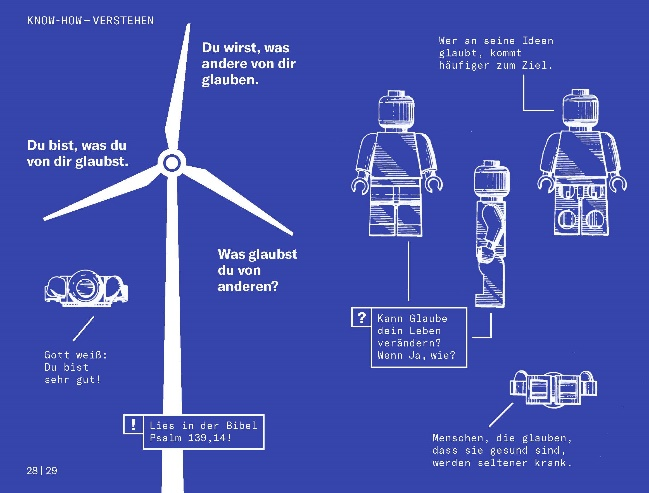 KNOW-HOW—VERSTEHEN
Du wirst, was
andere von dir
glauben.
Du bist, was du
von dir glaubst.
Was glaubst
du von
anderen?
Gott weiß:
Du bist
sehr gut!
! Lies in der Bibel
Psalm 139,14!
28|29
Wer an seine Ideen
glaubt, kommt
häufiger zum Ziel.
? Kann Glaube
dein Leben
verändern?
Wenn Ja, wie?
Menschen, die glauben,
dass sie gesund sind,
werden seltener krank.